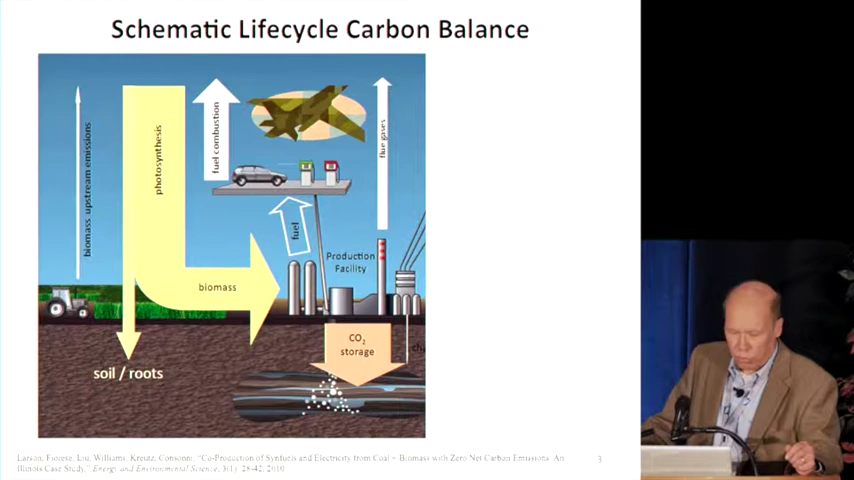 Schematic Lifecycle Carbon Balance
biomass upstream emissions
photosynthesis
fuel combustion
flue gases
fuel
Production
Facility
biomass
CO₂
storage
soil / roots
Larson, Fiorese, Liu, Williams, Kreutz, Consonni, "Co-Production of Synfuels and Electricity from Coal + Biomass with Zero Net Carbon Emissions: An
Illinois Case Study," Energy and Environmental Science, 3(1): 28-42, 2010
3